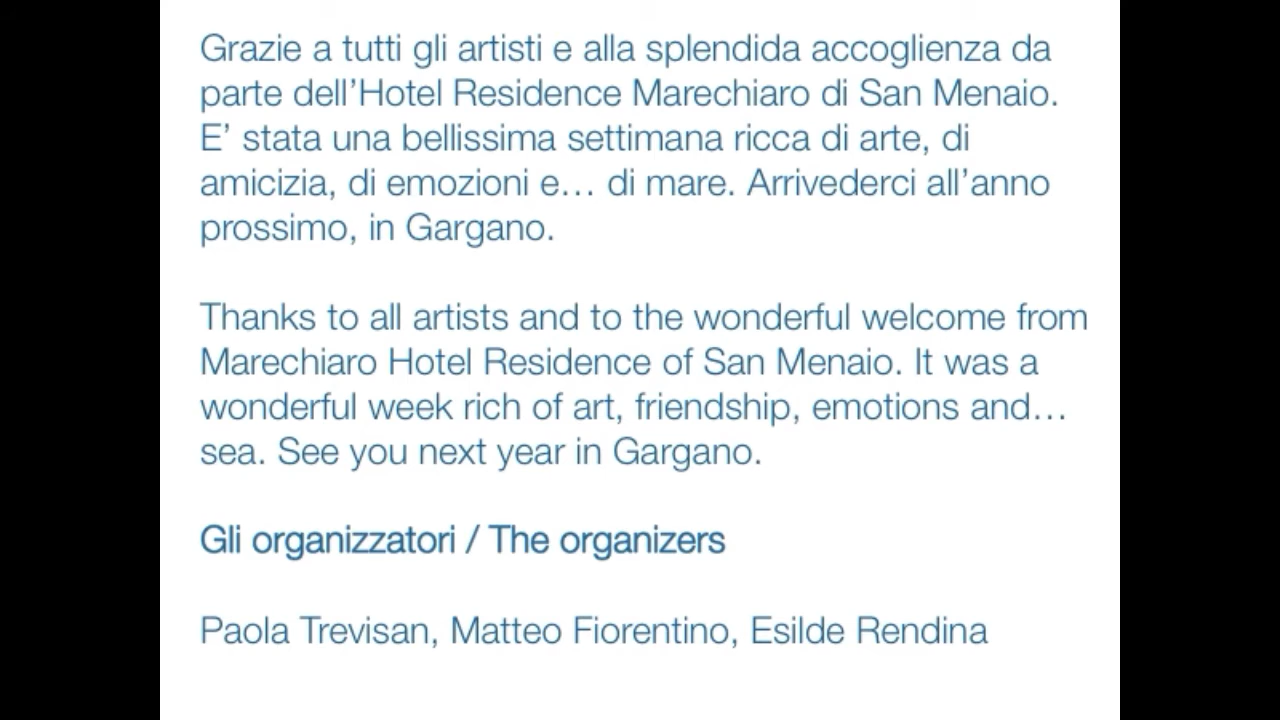 Grazie a tutti gli artisti e alla splendida accoglienza da
parte dell’Hotel Residence Marechiaro di San Menaio.
E’ stata una bellissima settimana ricca di arte, di
amicizia, di emozioni e… di mare. Arrivederci all’anno
prossimo, in Gargano.
Thanks to all artists and to the wonderful welcome from
Marechiaro Hotel Residence of San Menaio. It was a
wonderful week rich of art, friendship, emotions and…
sea. See you next year in Gargano.
Gli organizzatori / The organizers
Paola Trevisan, Matteo Fiorentino, Esilde Rendina